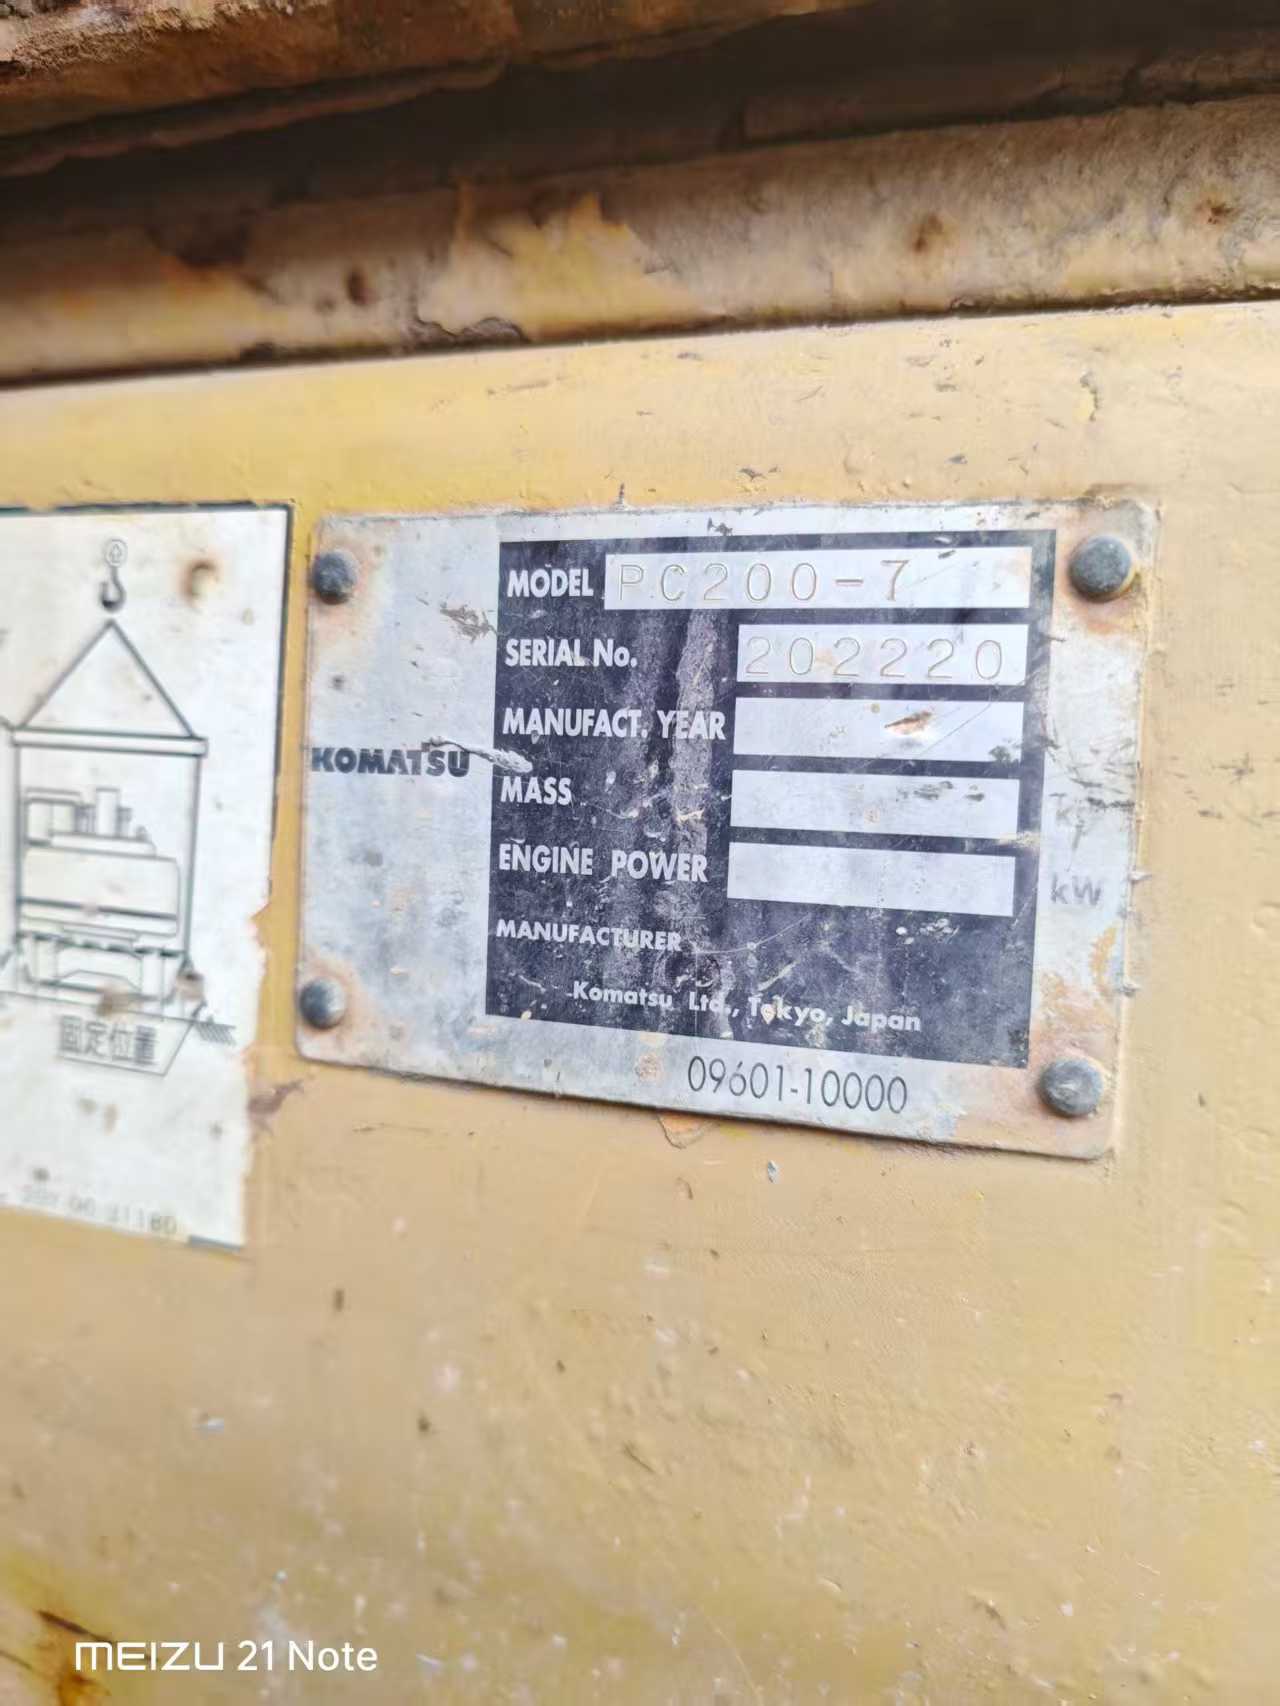 MODEL PC200-7
SERIAL No. 202220
MANUFACT. YEAR
KOMATSU
MASS
ENGINE POWER kW
MANUFACTURER
Komatsu Ltd., Tokyo, Japan
09601-10000
固定位置
MEIZU 21 Note